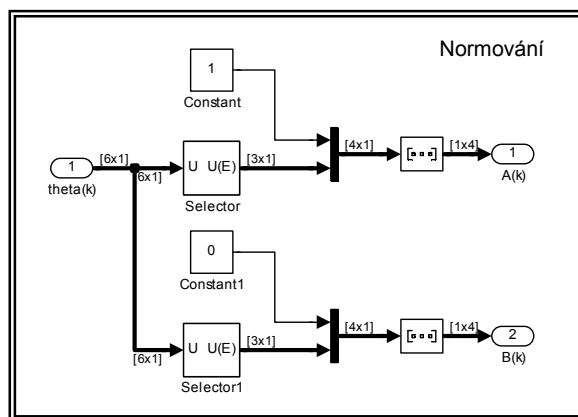 Normování
1
Constant
[6x1]
1
theta(k)
[6x1]
U U(E)
[3x1]
Selector
[4x1]
[1x4]
1
A(k)
0
Constant1
[6x1]
U U(E)
[3x1]
Selector1
[4x1]
[1x4]
2
B(k)